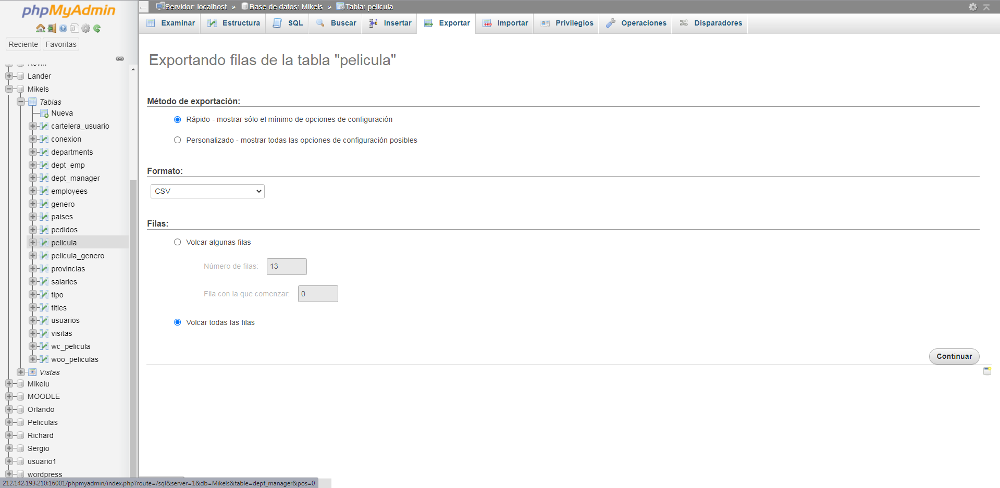 phpMyAdmin
Reciente Favoritas
Kevin
Lander
Mikels
Tablas
Nueva
cartelera_usuario
conexion
departments
dept_emp
dept_manager
employees
genero
paises
pedidos
pelicula
pelicula_genero
provincias
salaries
tipo
titles
usuarios
visitas
wc_pelicula
woo_peliculas
Vistas
Mikelu
MOODLE
Orlando
Peliculas
Richard
Sergio
usuario1
wordpress
212.142.193.210:16001/phpmyadmin/index.php?route=/sql&server=1&db=Mikels&table=dept_manager&pos=0
Servidor: localhost » Base de datos: Mikels » Tabla: pelicula
Examinar Estructura SQL Buscar Insertar Exportar Importar Privilegios Operaciones Disparadores
Exportando filas de la tabla "pelicula"
Método de exportación:
Rápido - mostrar sólo el mínimo de opciones de configuración
Personalizado - mostrar todas las opciones de configuración posibles
Formato:
CSV
Filas:
Volcar algunas filas
Número de filas: 13
Fila con la que comenzar: 0
Volcar todas las filas
Continuar